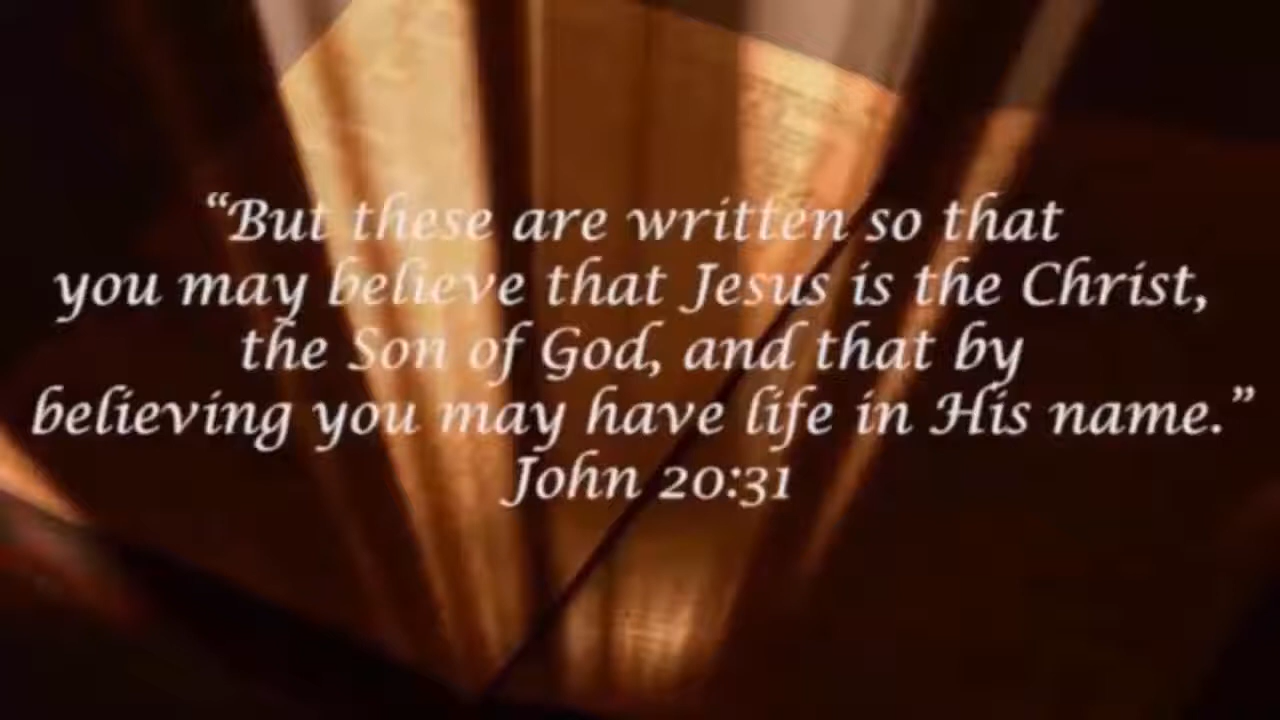 “But these are written so that
you may believe that Jesus is the Christ,
the Son of God, and that by
believing you may have life in His name.”
John 20:31